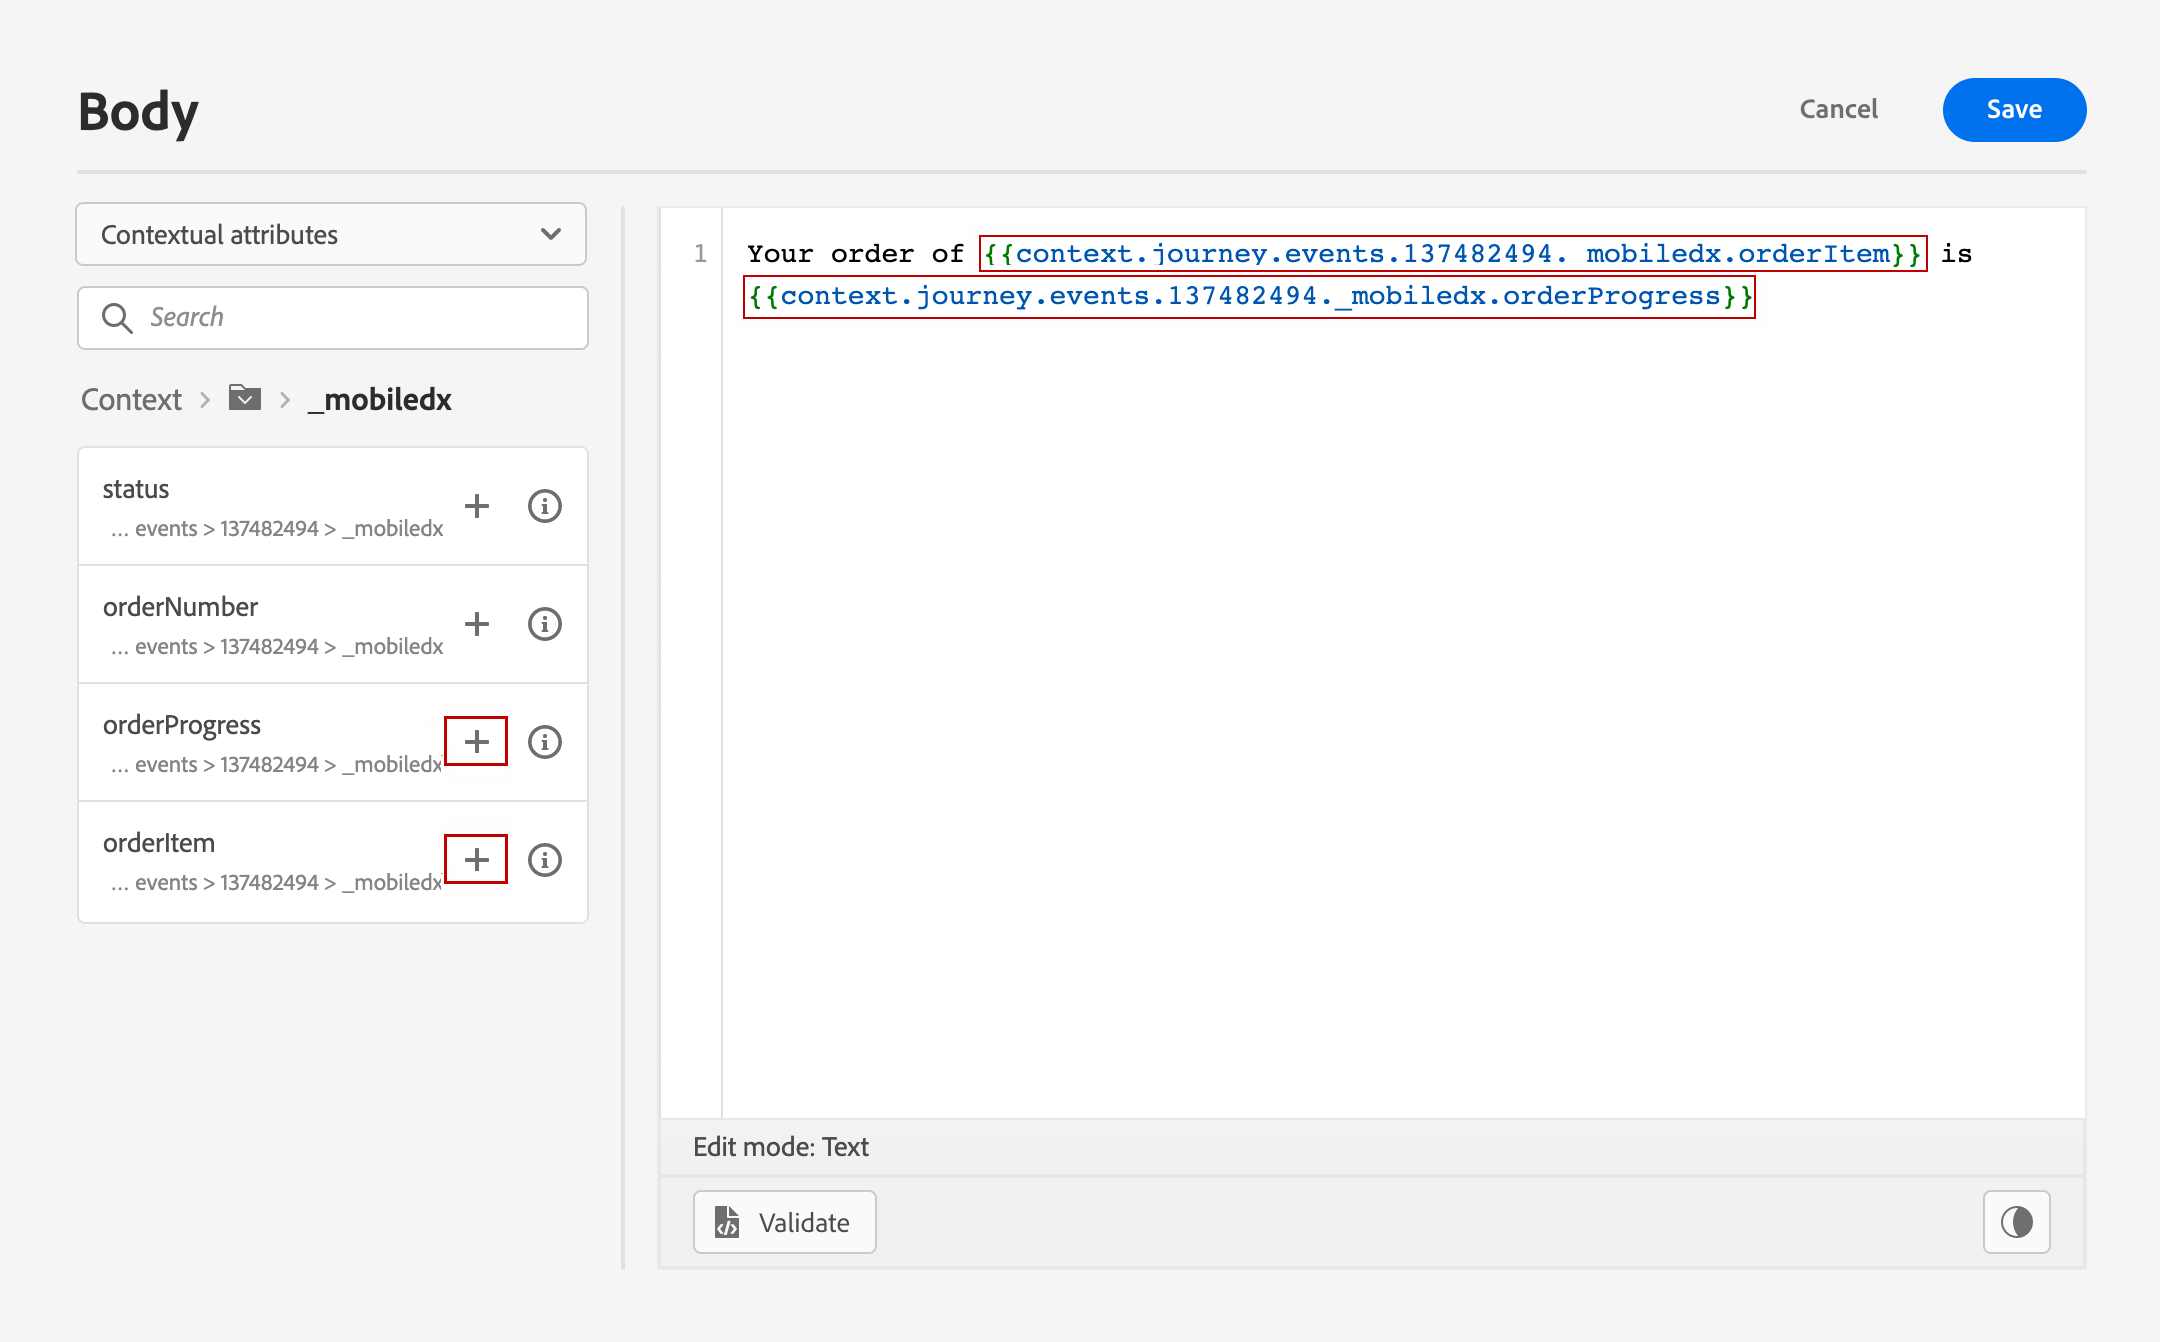 Body
Cancel
Save
Contextual attributes
Search
Context > > _mobiledx
status
... events > 137482494 > _mobiledx
orderNumber
... events > 137482494 > _mobiledx
orderProgress
... events > 137482494 > _mobiledx
orderItem
... events > 137482494 > _mobiledx
1 Your order of {{context.journey.events.137482494. mobiledx.orderItem}} is
{{context.journey.events.137482494._mobiledx.orderProgress}}
Edit mode: Text
Validate